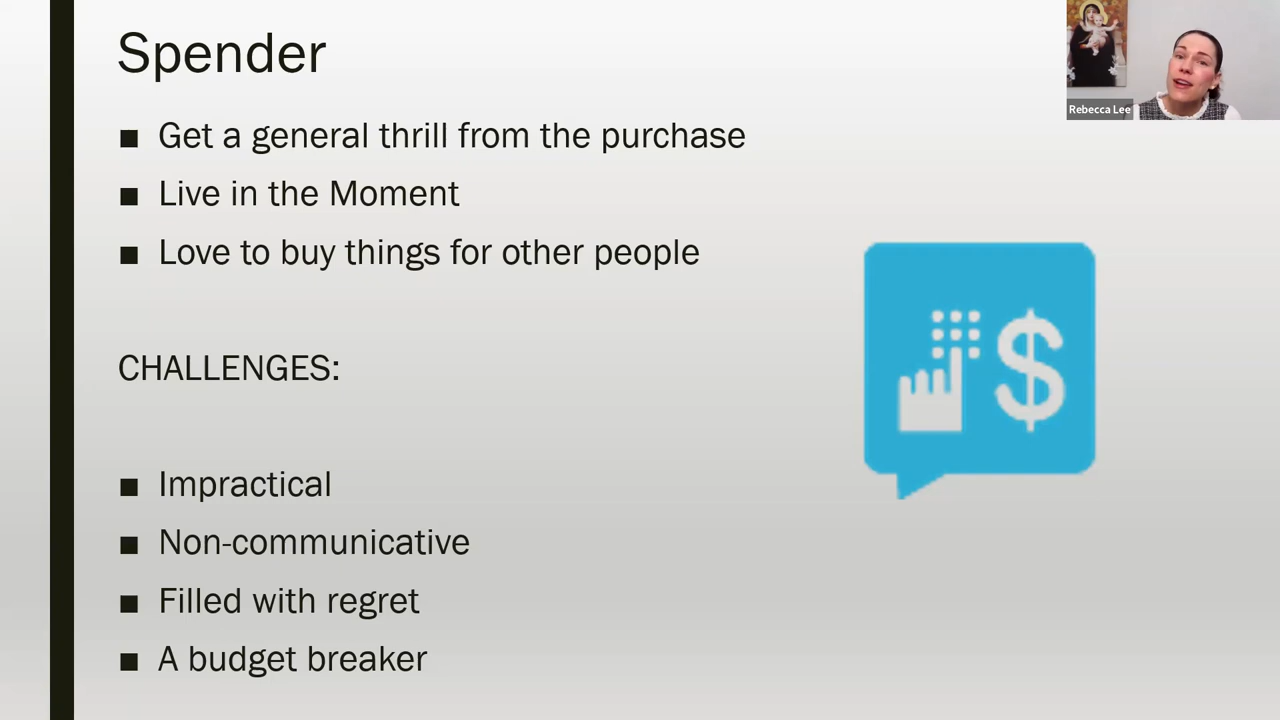 Spender
Rebecca Lee
■ Get a general thrill from the purchase
■ Live in the Moment
■ Love to buy things for other people
$
CHALLENGES:
■ Impractical
■ Non-communicative
■ Filled with regret
■ A budget breaker